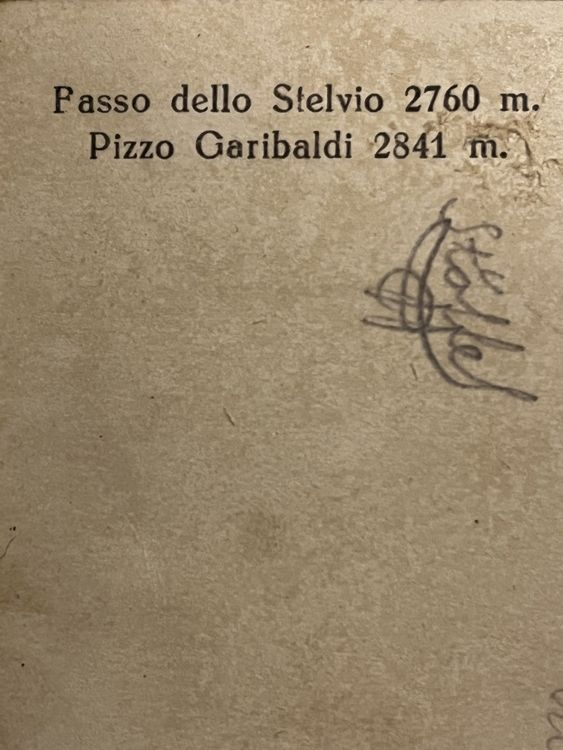 Passo dello Stelvio 2760 m.
Pizzo Garibaldi 2841 m.